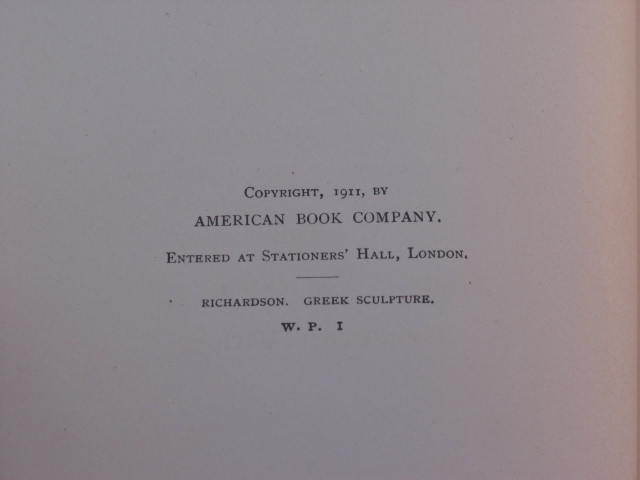 COPYRIGHT, 1911, BY
AMERICAN BOOK COMPANY.
ENTERED AT STATIONERS' HALL, LONDON.
RICHARDSON. GREEK SCULPTURE.
W. P. I